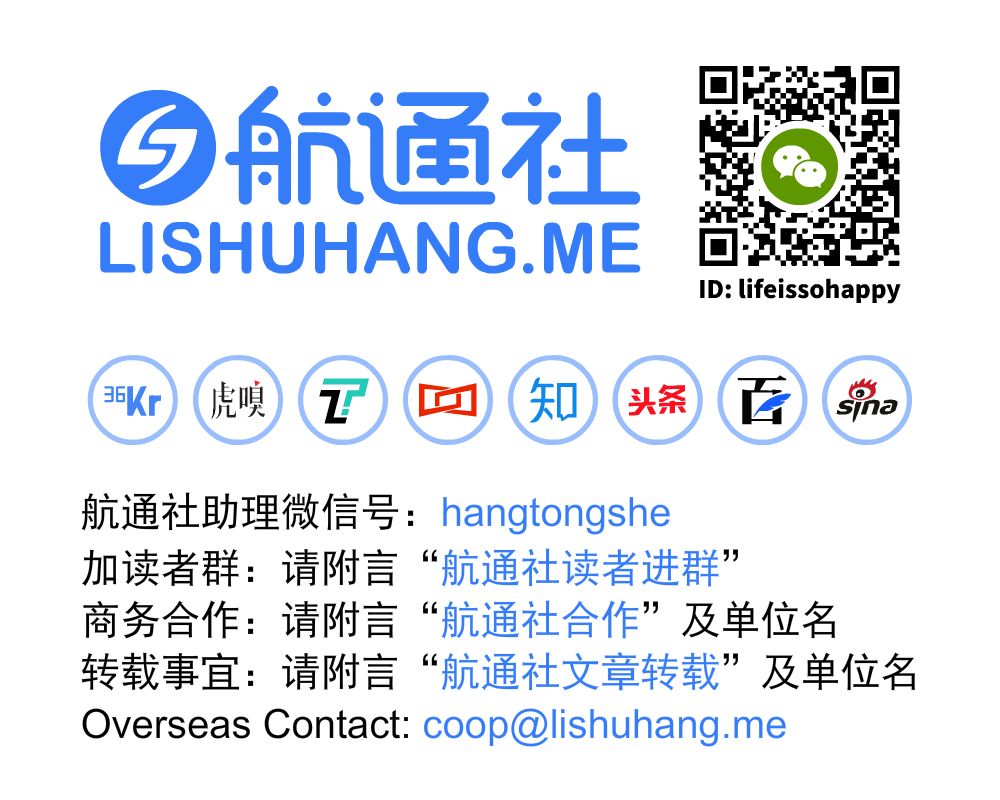 航通社
LISHUHANG.ME
ID: lifeissohappy
36Kr
虎嗅
知
头条
百
sina
航通社助理微信号：hangtongshe
加读者群：请附言“航通社读者进群”
商务合作：请附言“航通社合作”及单位名
转载事宜：请附言“航通社文章转载”及单位名
Overseas Contact: coop@lishuhang.me